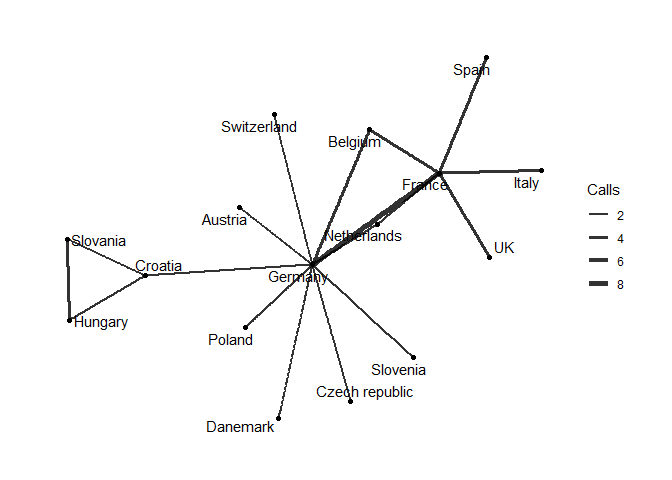 Spain
Switzerland
Belgium
France
Italy
Calls
2
4
6
8
Austria
Netherlands
Slovania
UK
Croatia
Germany
Hungary
Poland
Slovenia
Czech republic
Danemark